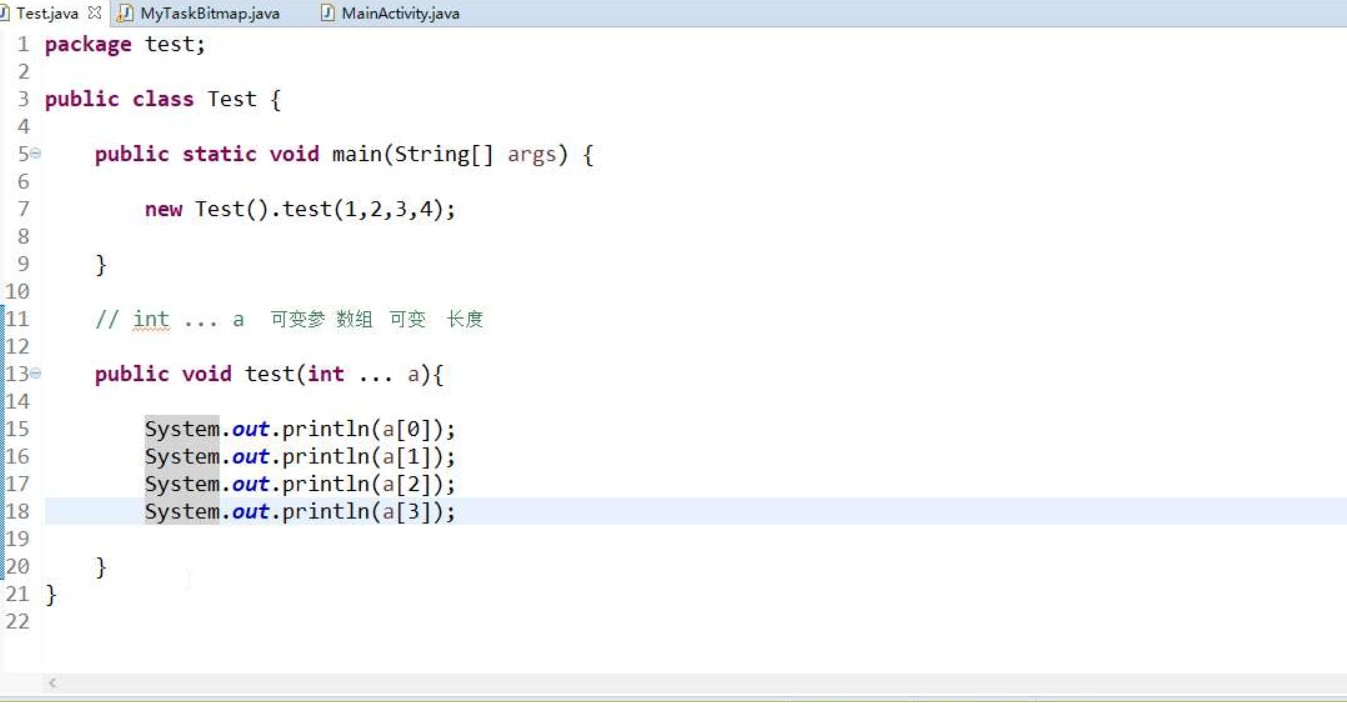 Test.java MyTaskBitmap.java MainActivity.java
1 package test;
2
3 public class Test {
4
5 public static void main(String[] args) {
6
7 new Test().test(1,2,3,4);
8
9 }
10
11 // int ... a 可变参 数组 可变 长度
12
13 public void test(int ... a){
14
15 System.out.println(a[0]);
16 System.out.println(a[1]);
17 System.out.println(a[2]);
18 System.out.println(a[3]);
19
20 }
21 }
22